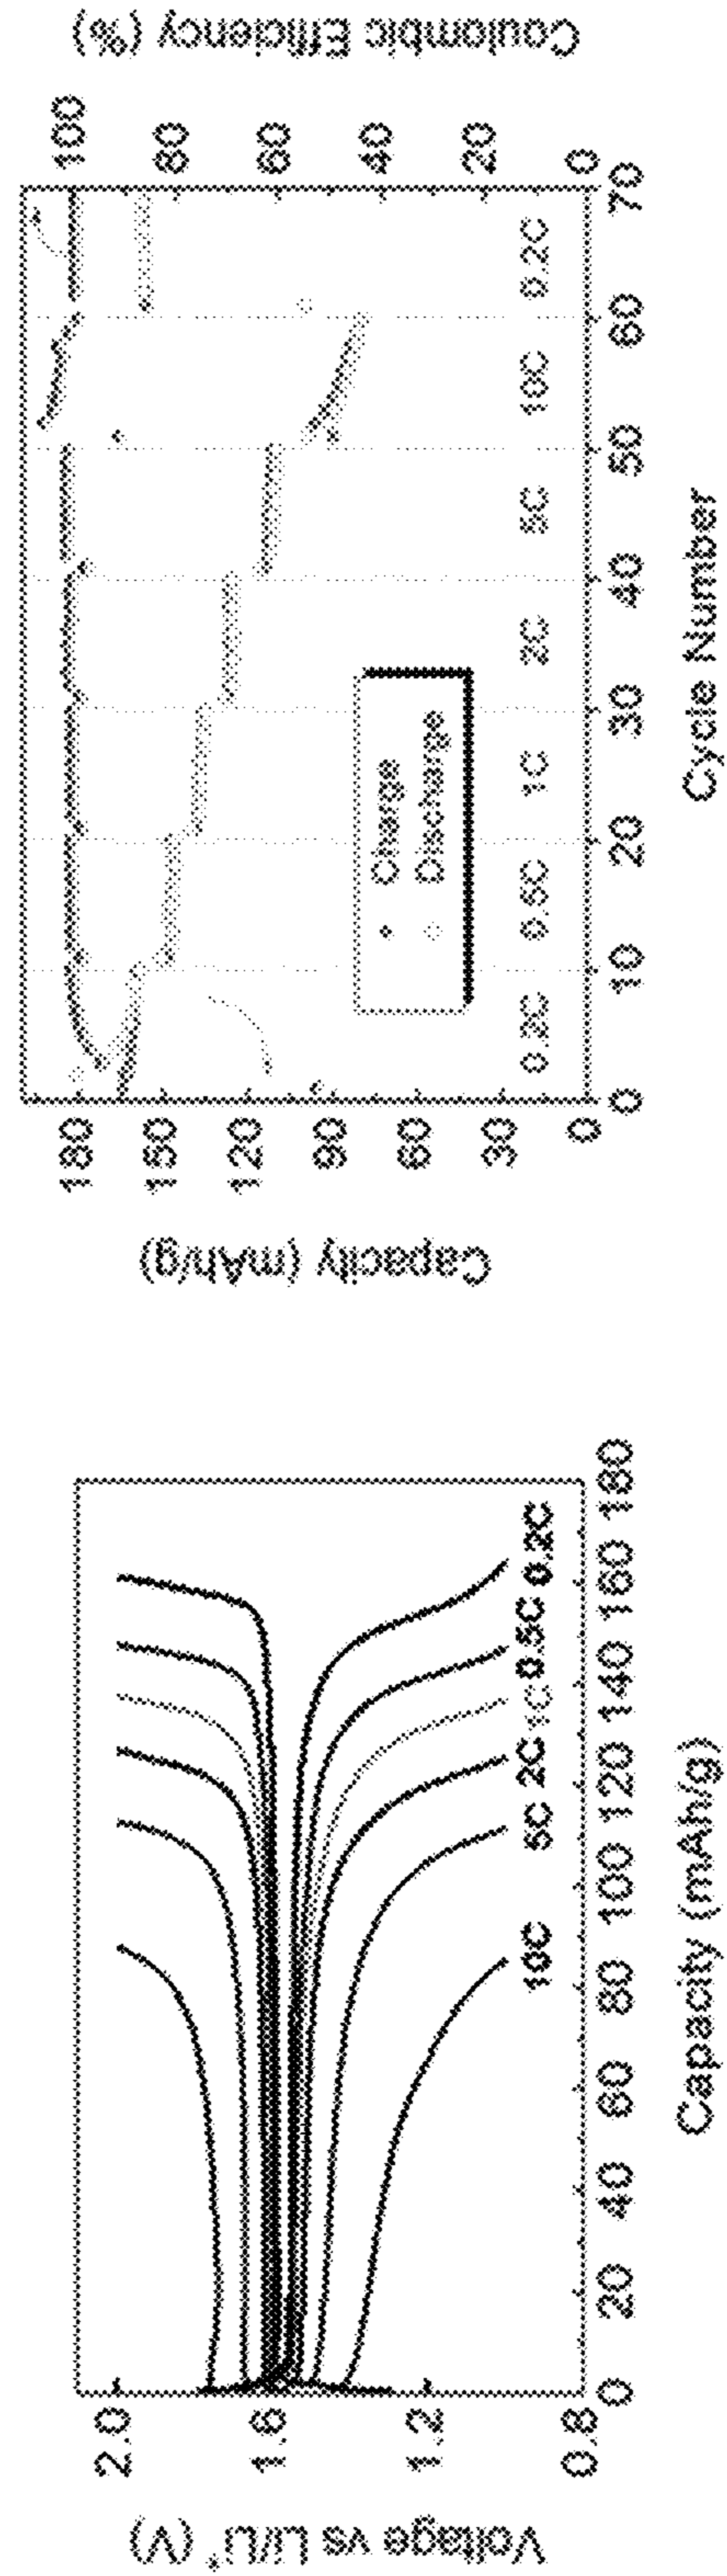 Voltage vs Li/Li⁺ (V)
2.0
1.6
1.2
0.8
10C
5C 2C 1C 0.5C 0.2C
0 20 40 60 80 100 120 140 160 180
Capacity (mAh/g)
Capacity (mAh/g)
180
150
120
90
60
30
0
Charge
Discharge
0.2C 0.5C 1C 2C 5C 10C 0.2C
0 10 20 30 40 50 60 70
Cycle Number
100
80
60
40
20
0
Coulombic Efficiency (%)